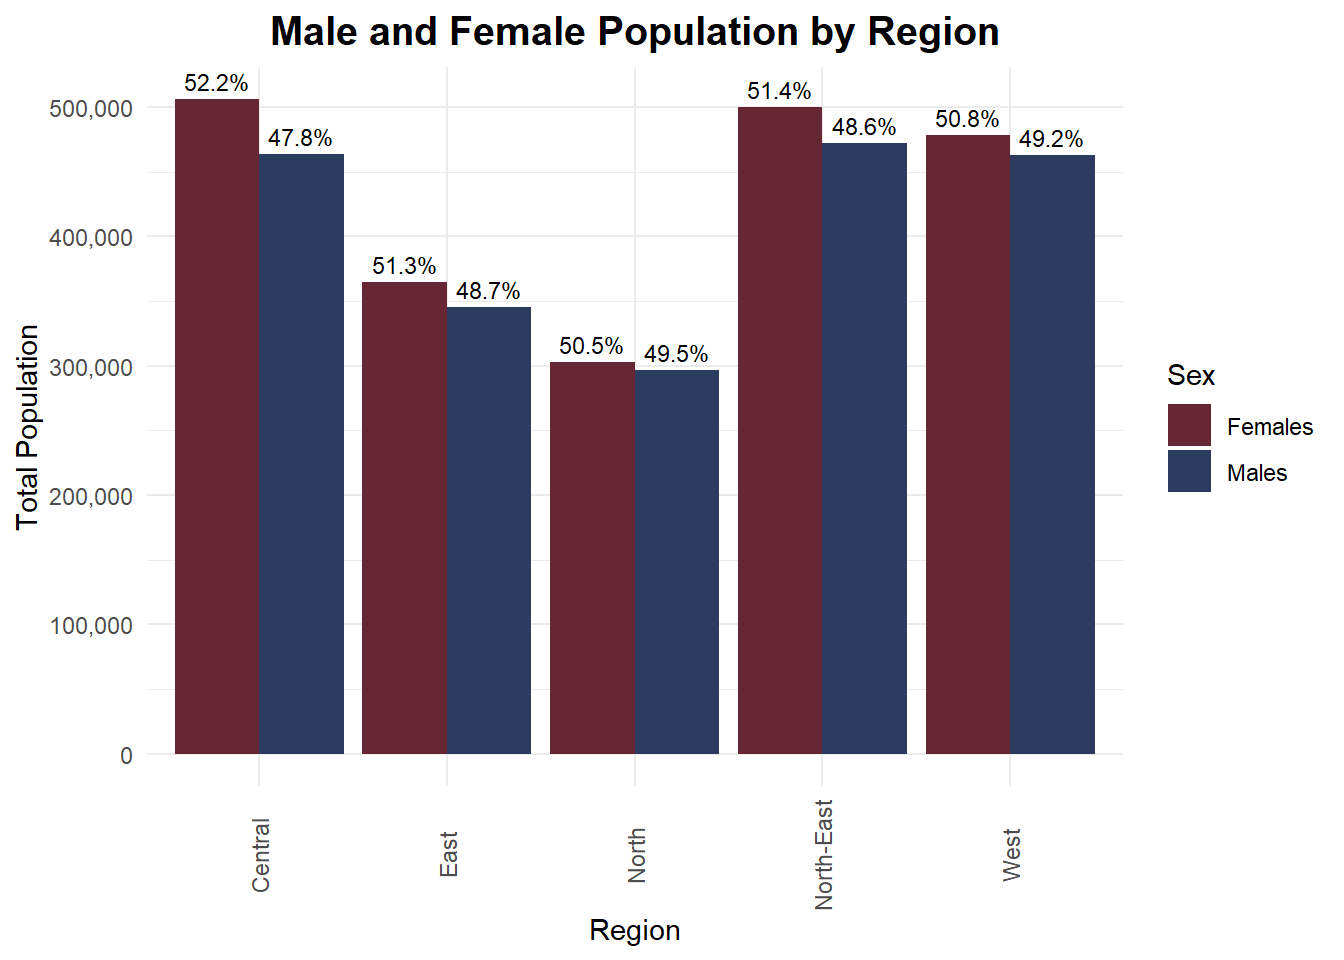 Male and Female Population by Region
Total Population
500,000
400,000
300,000
200,000
100,000
0
52.2%
47.8%
51.3%
48.7%
50.5%
49.5%
51.4%
48.6%
50.8%
49.2%
Central
East
North
North-East
West
Region
Sex
Females
Males